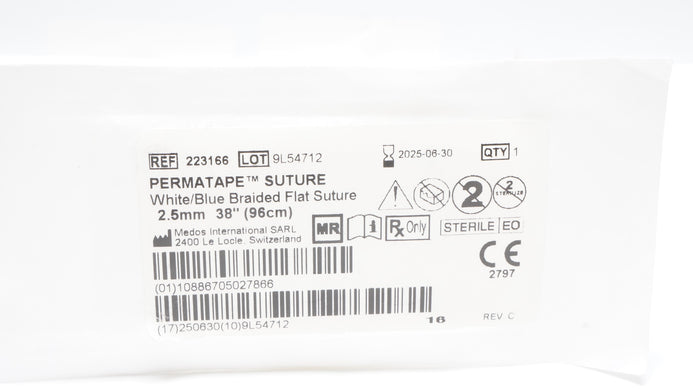 REF 223166 LOT 9L54712 2025-06-30 QTY 1
PERMATAPE™ SUTURE
White/Blue Braided Flat Suture
2.5mm 38" (96cm)
2
2 STERILIZE
Medos International SARL
2400 Le Locle, Switzerland
MR i Rx Only STERILE EO
CE
2797
(01)10886705027866
(17)250630(10)9L54712
16 REV C